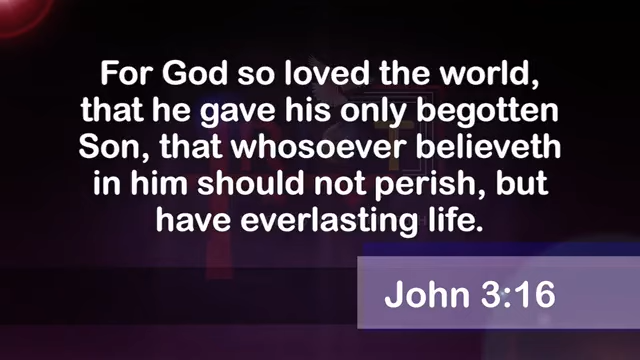 For God so loved the world,
that he gave his only begotten
Son, that whosoever believeth
in him should not perish, but
have everlasting life.
John 3:16